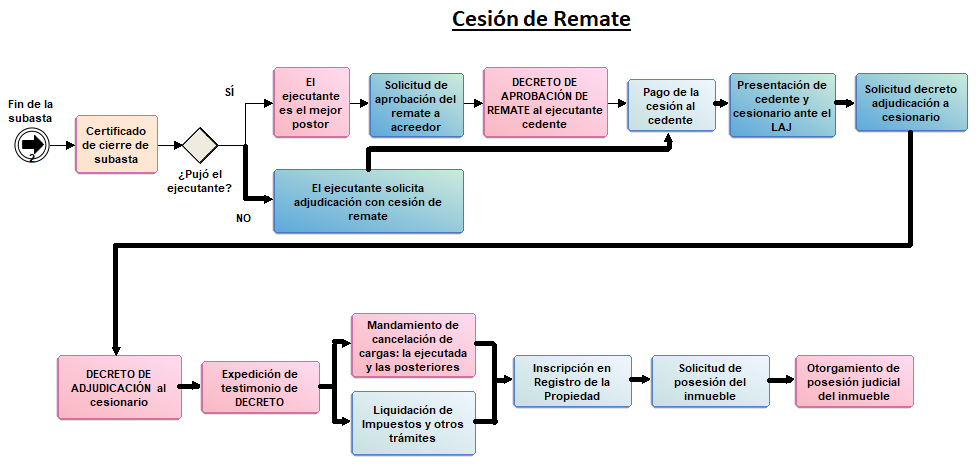 Cesión de Remate
Fin de la
subasta
2
Certificado
de cierre de
subasta
¿Pujó el
ejecutante?
SÍ
NO
El
ejecutante
es el mejor
postor
Solicitud de
aprobación del
remate a
acreedor
DECRETO DE
APROBACIÓN DE
REMATE al ejecutante
cedente
Pago de la
cesión al
cedente
Presentación de
cedente y
cesionario ante el
LAJ
Solicitud decreto
adjudicación a
cesionario
El ejecutante solicita
adjudicación con cesión de
remate
DECRETO DE
ADJUDICACIÓN al
cesionario
Expedición de
testimonio de
DECRETO
Mandamiento de
cancelación de
cargas: la ejecutada
y las posteriores
Liquidación de
Impuestos y otros
trámites
Inscripción en
Registro de la
Propiedad
Solicitud de
posesión del
inmueble
Otorgamiento de
posesión judicial
del inmueble